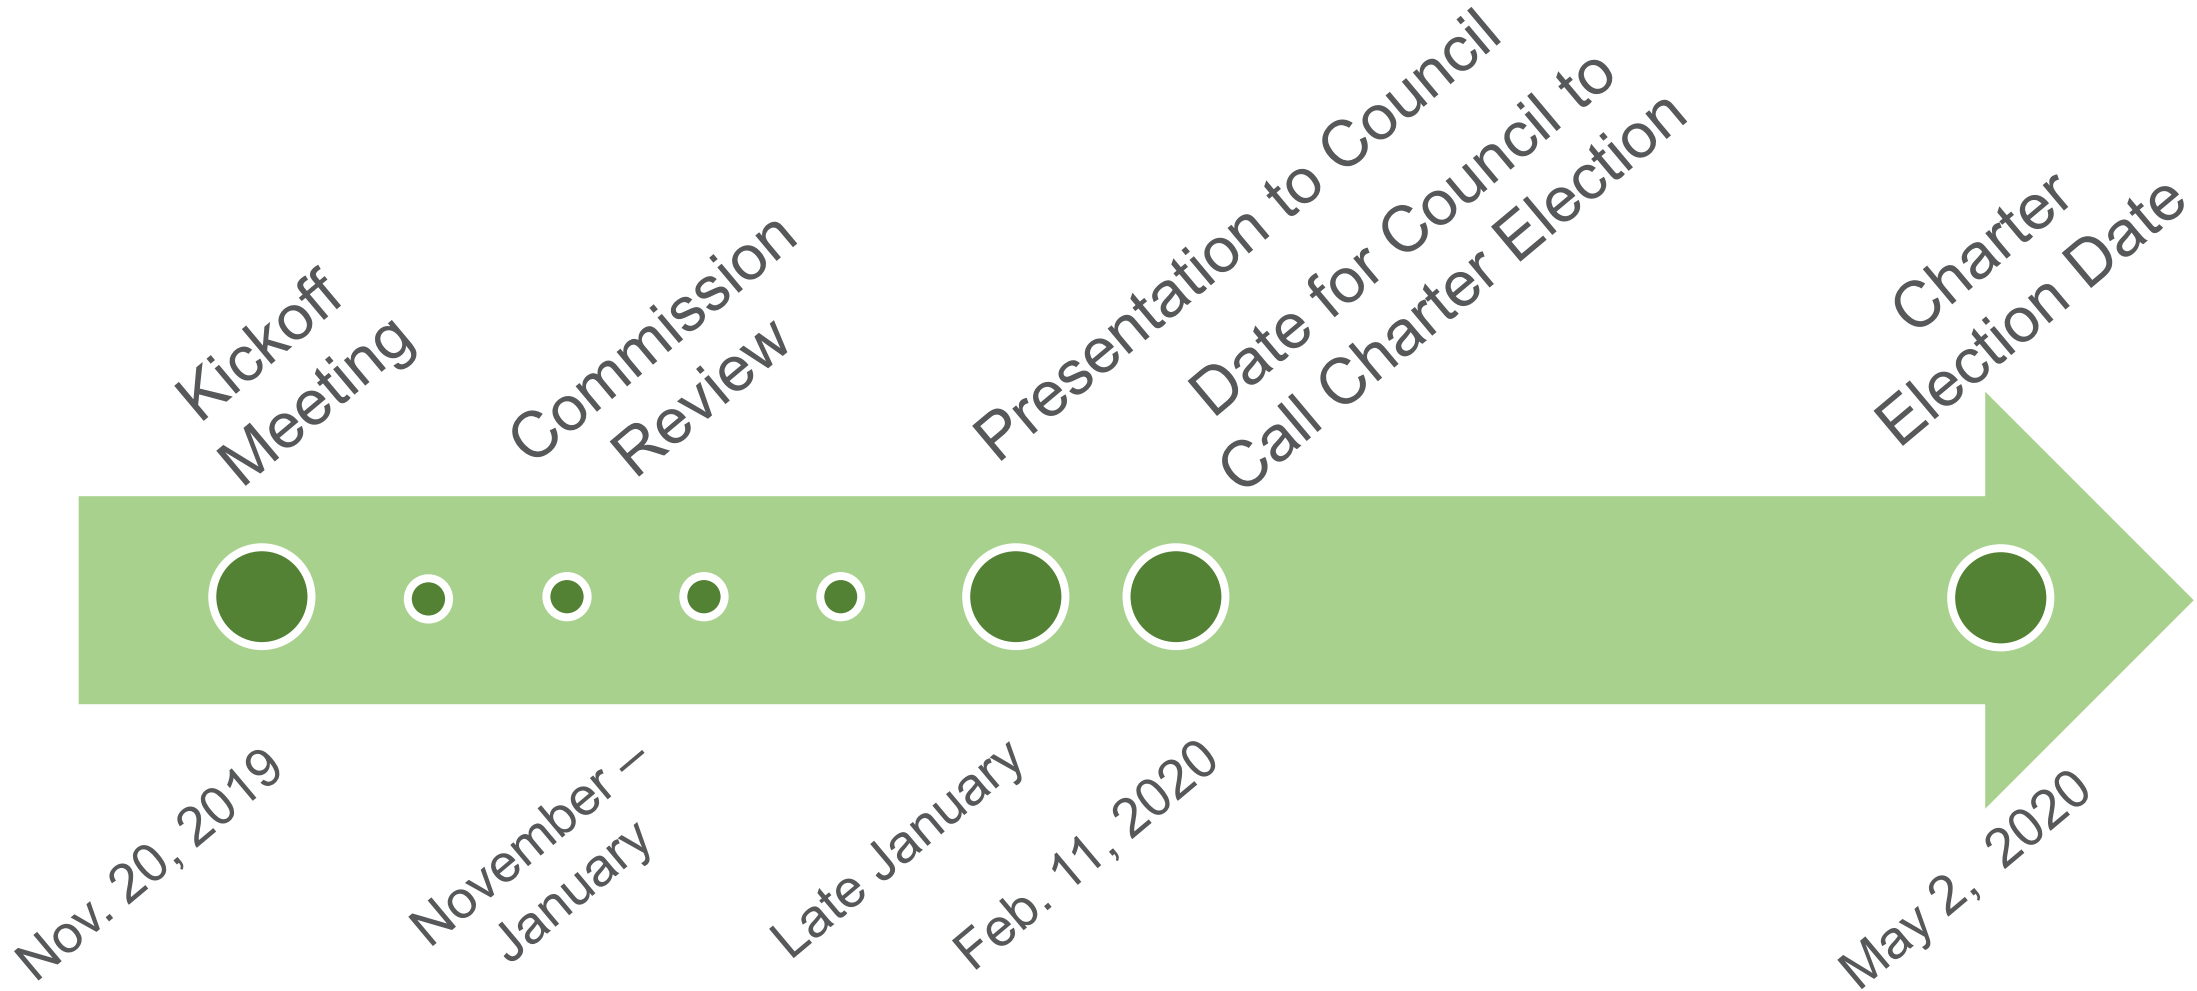 Kickoff
Meeting
Commission
Review
Presentation to Council
Date for Council to
Call Charter Election
Charter
Election Date
Nov. 20, 2019
November –
January
Late January
Feb. 11, 2020
May 2, 2020